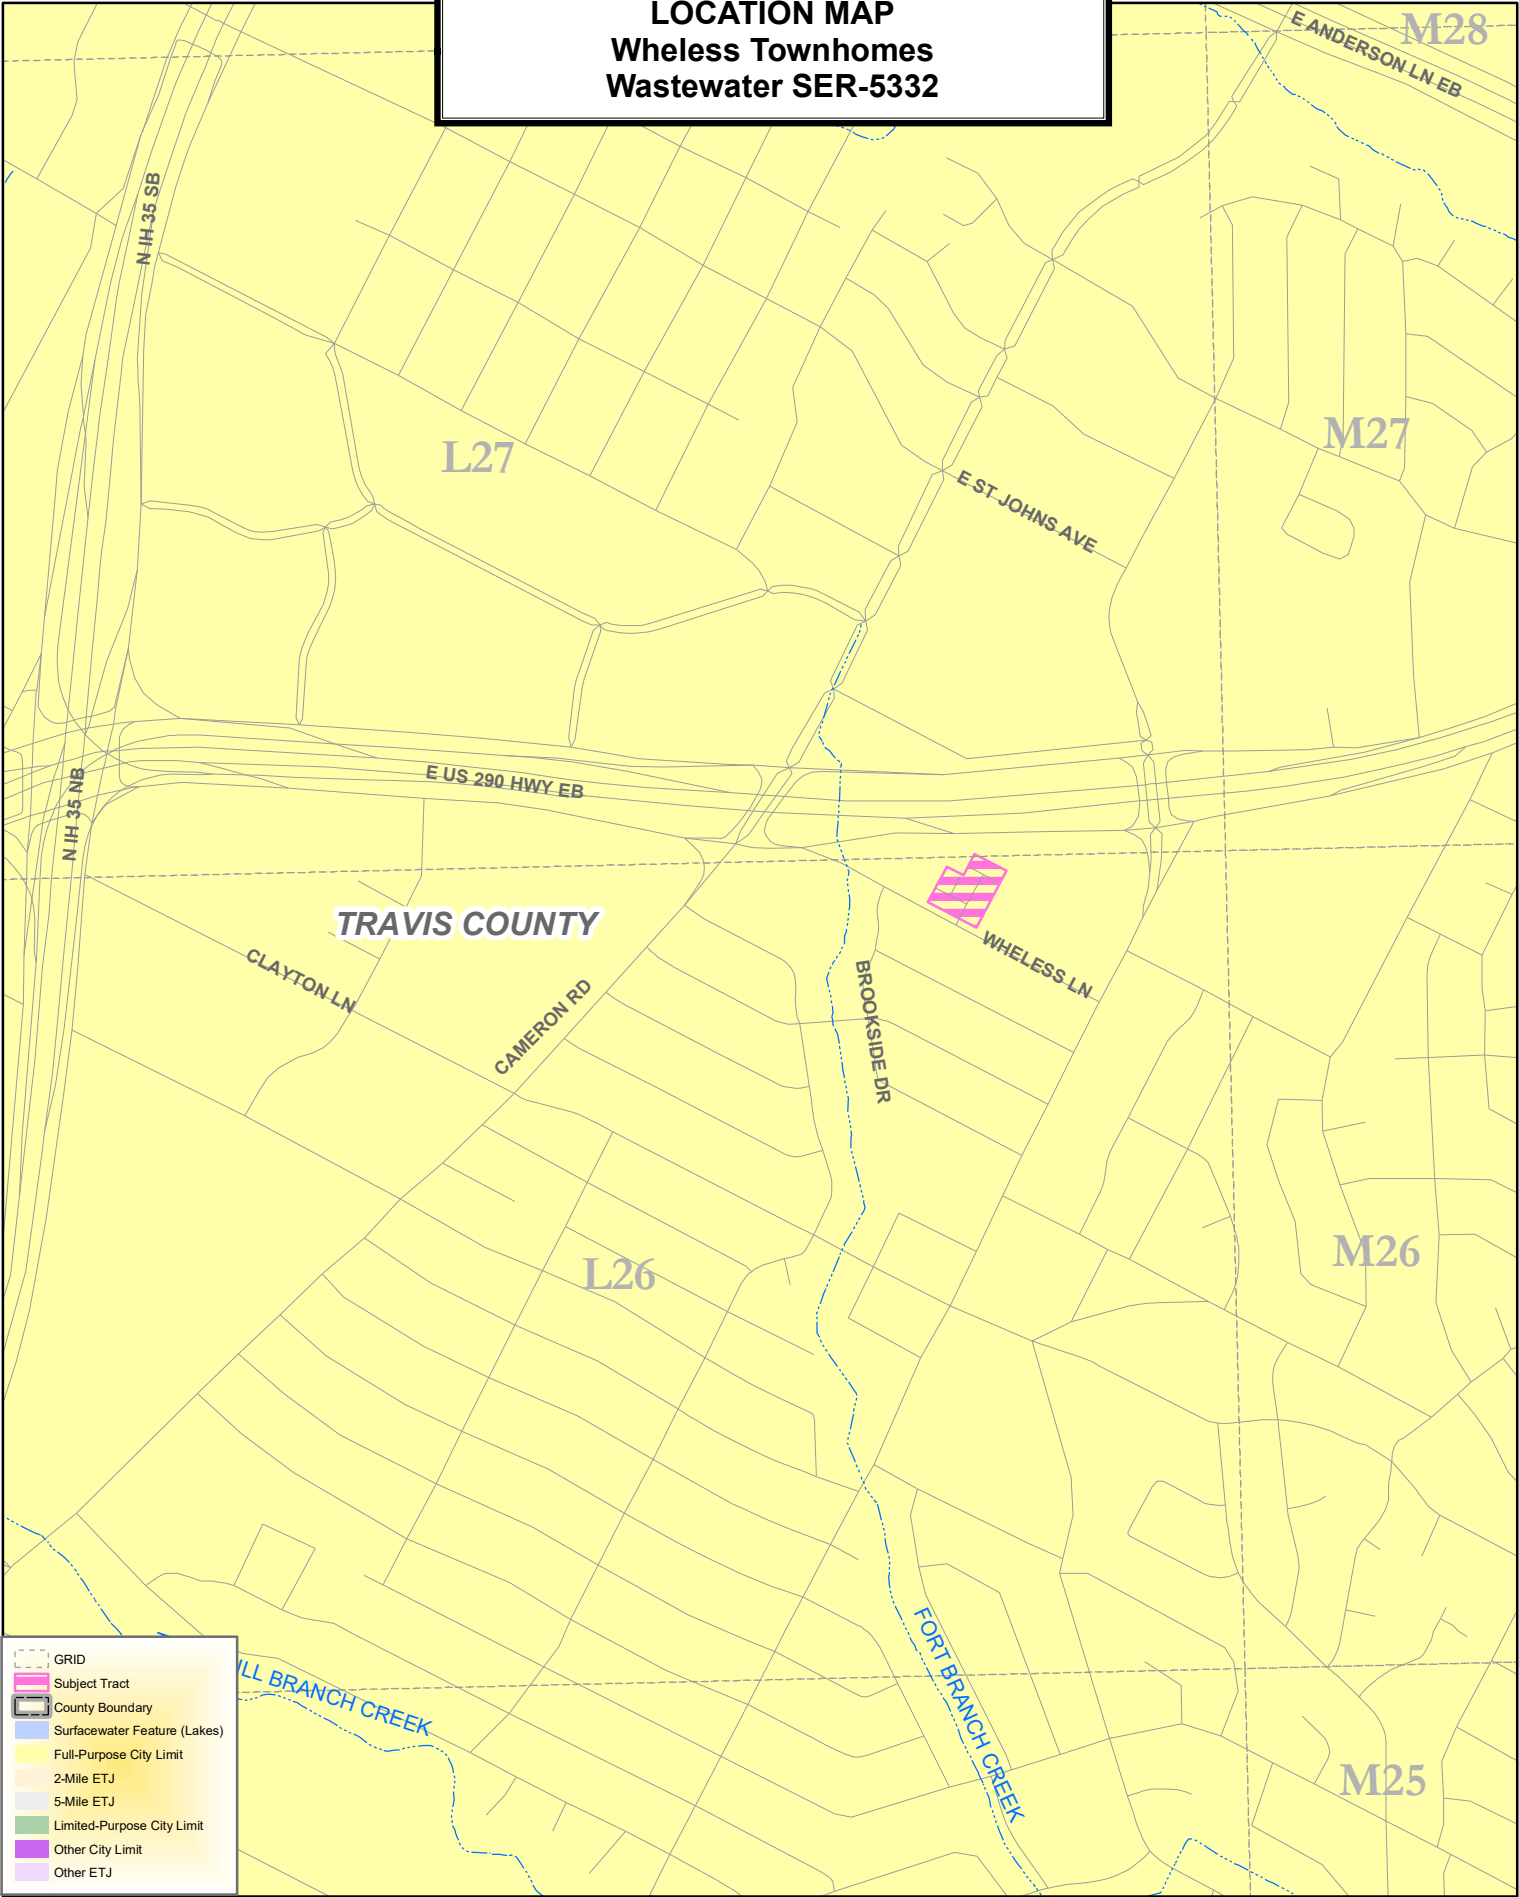 LOCATION MAP
Wheless Townhomes
Wastewater SER-5332
M28
E ANDERSON LN EB
N IH 35 SB
L27
M27
E ST JOHNS AVE
E US 290 HWY EB
N IH 35 NB
TRAVIS COUNTY
CLAYTON LN
CAMERON RD
BROOKSIDE DR
WHELESS LN
L26
M26
ILL BRANCH CREEK
FORT BRANCH CREEK
M25
GRID
Subject Tract
County Boundary
Surfacewater Feature (Lakes)
Full-Purpose City Limit
2-Mile ETJ
5-Mile ETJ
Limited-Purpose City Limit
Other City Limit
Other ETJ